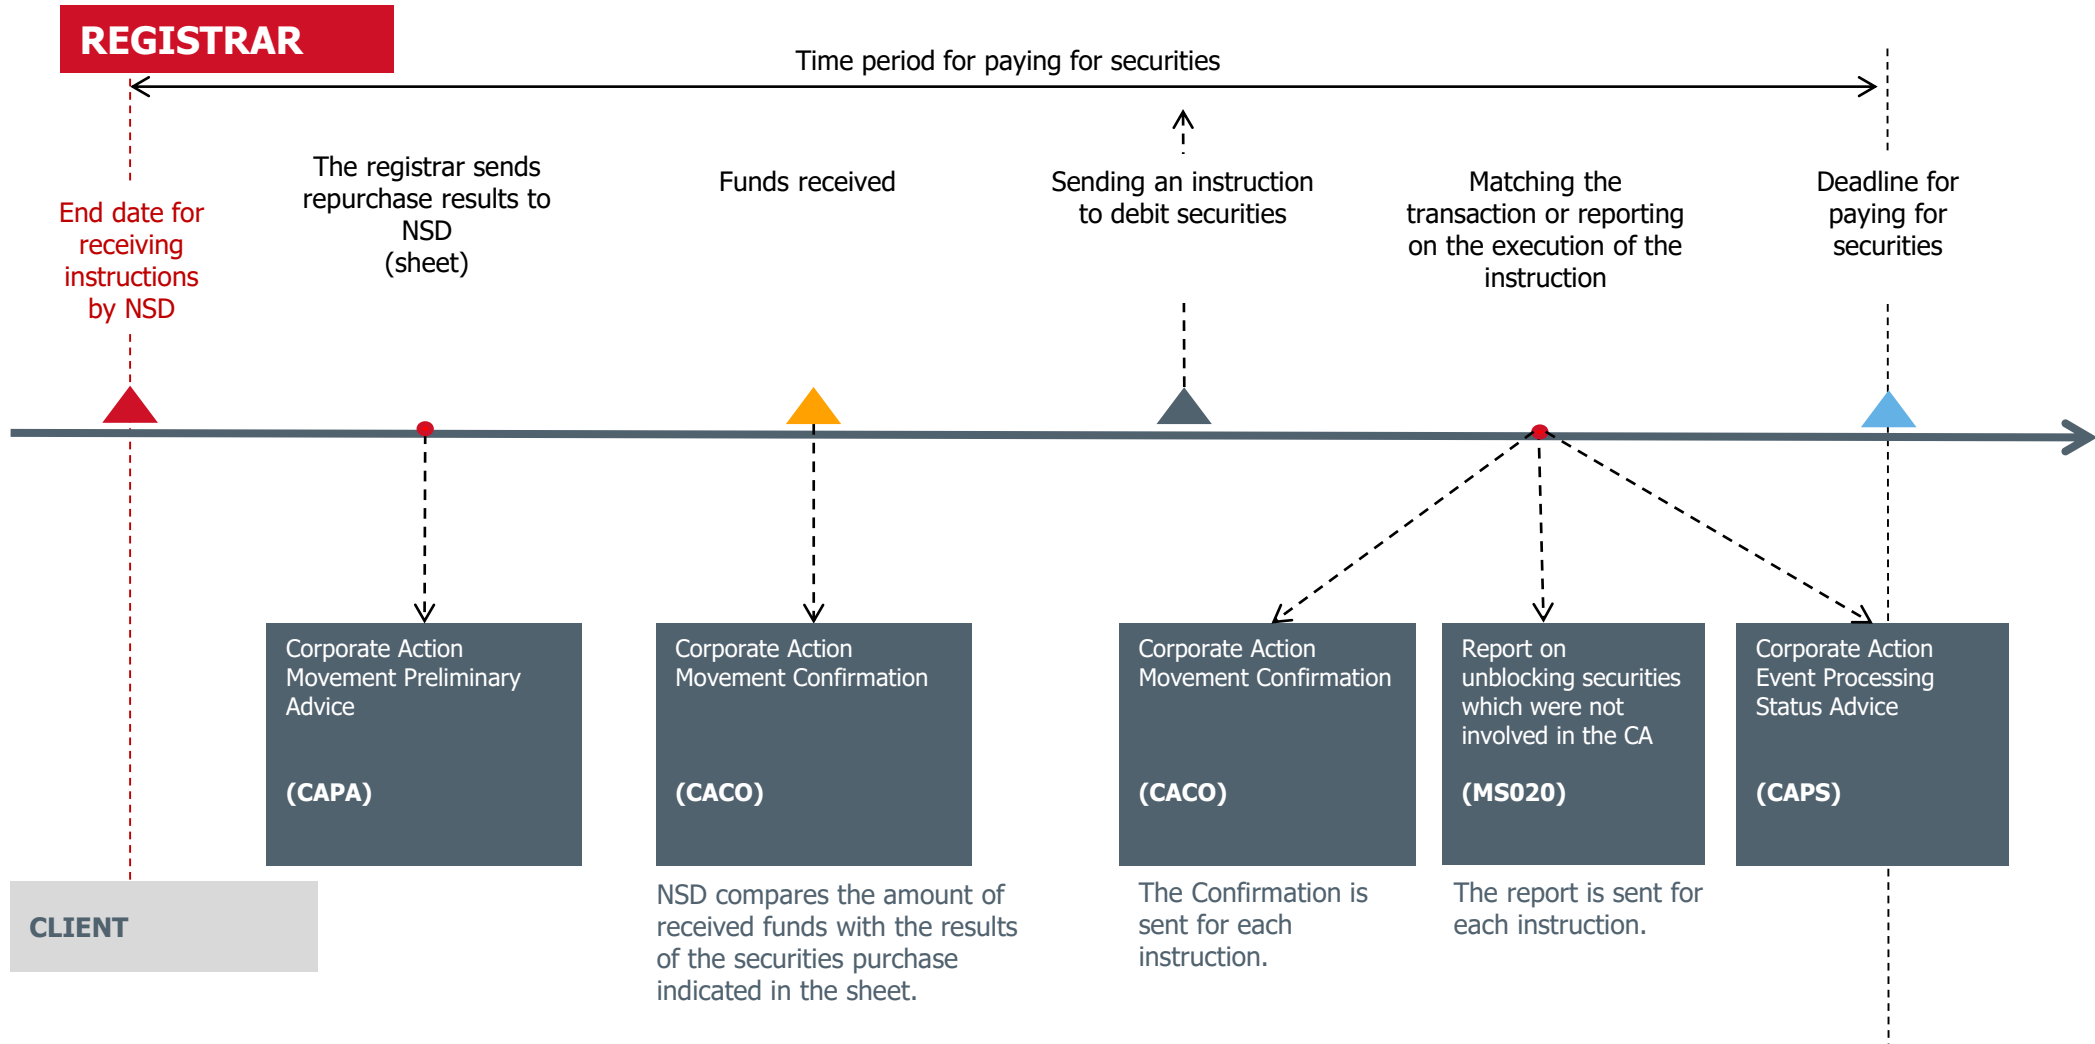 REGISTRAR
Time period for paying for securities
End date for
receiving
instructions
by NSD
The registrar sends
repurchase results to
NSD
(sheet)
Funds received
Sending an instruction
to debit securities
Matching the
transaction or reporting
on the execution of the
instruction
Deadline for
paying for
securities
Corporate Action
Movement Preliminary
Advice
(CAPA)
Corporate Action
Movement Confirmation
(CACO)
Corporate Action
Movement Confirmation
(CACO)
Report on
unblocking securities
which were not
involved in the CA
(MS020)
Corporate Action
Event Processing
Status Advice
(CAPS)
CLIENT
NSD compares the amount of
received funds with the results
of the securities purchase
indicated in the sheet.
The Confirmation is
sent for each
instruction.
The report is sent for
each instruction.